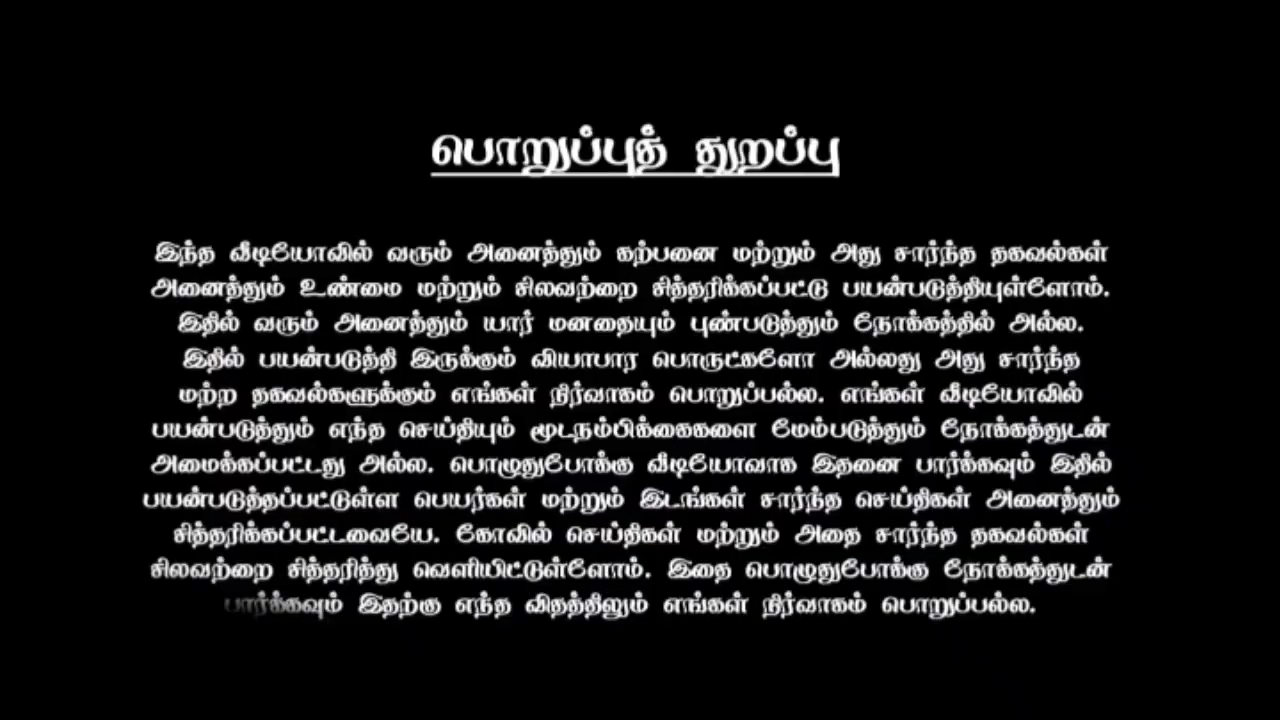 பொறுப்புத் துறப்பு
இந்த வீடியோவில் வரும் அனைத்தும் கற்பனை மற்றும் அது சார்ந்த தகவல்கள்
அனைத்தும் உண்மை மற்றும் சிலவற்றை சித்தரிக்கப்பட்டு பயன்படுத்தியுள்ளோம்.
இதில் வரும் அனைத்தும் யார் மனதையும் புண்படுத்தும் நோக்கத்தில் அல்ல.
இதில் பயன்படுத்தி இருக்கும் வியாபார பொருட்களோ அல்லது அது சார்ந்த
மற்ற தகவல்களுக்கும் எங்கள் நிர்வாகம் பொறுப்பல்ல. எங்கள் வீடியோவில்
பயன்படுத்தும் எந்த செய்தியும் மூடநம்பிக்கைகளை மேம்படுத்தும் நோக்கத்துடன்
அமைக்கப்பட்டது அல்ல. பொழுதுபோக்கு வீடியோவாக இதனை பார்க்கவும் இதில்
பயன்படுத்தப்பட்டுள்ள பெயர்கள் மற்றும் இடங்கள் சார்ந்த செய்திகள் அனைத்தும்
சித்தரிக்கப்பட்டவையே. கோவில் செய்திகள் மற்றும் அதை சார்ந்த தகவல்கள்
சிலவற்றை சித்தரித்து வெளியிட்டுள்ளோம். இதை பொழுதுபோக்கு நோக்கத்துடன்
பார்க்கவும் இதற்கு எந்த விதத்திலும் எங்கள் நிர்வாகம் பொறுப்பல்ல.